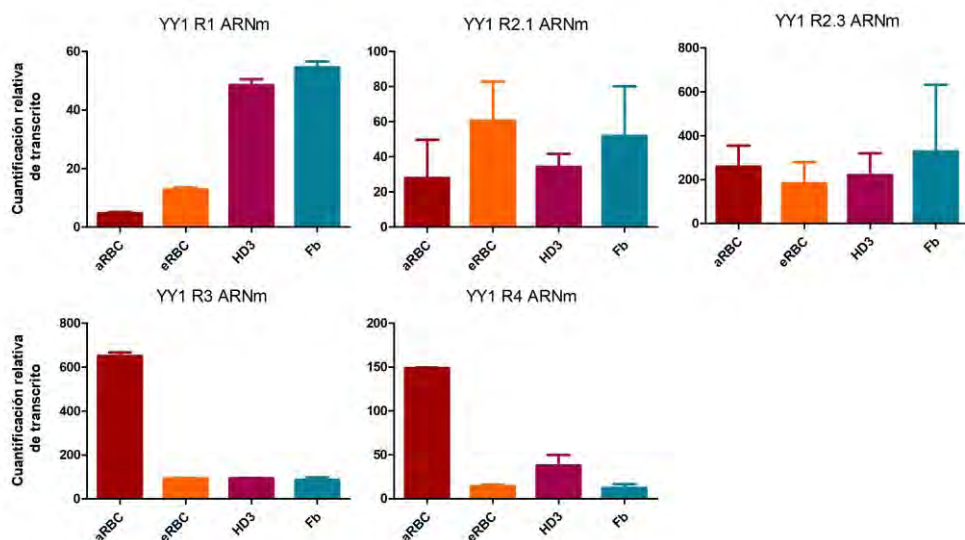 YY1 R1 ARNm
Cuantificación relativa
de transcrito
60
40
20
0
aRBC
eRBC
HD3
Fb
YY1 R2.1 ARNm
100
80
60
40
20
0
aRBC
eRBC
HD3
Fb
YY1 R2.3 ARNm
800
600
400
200
0
aRBC
eRBC
HD3
Fb
YY1 R3 ARNm
Cuantificación relativa
de transcrito
800
600
400
200
0
aRBC
eRBC
HD3
Fb
YY1 R4 ARNm
200
150
100
50
0
aRBC
eRBC
HD3
Fb